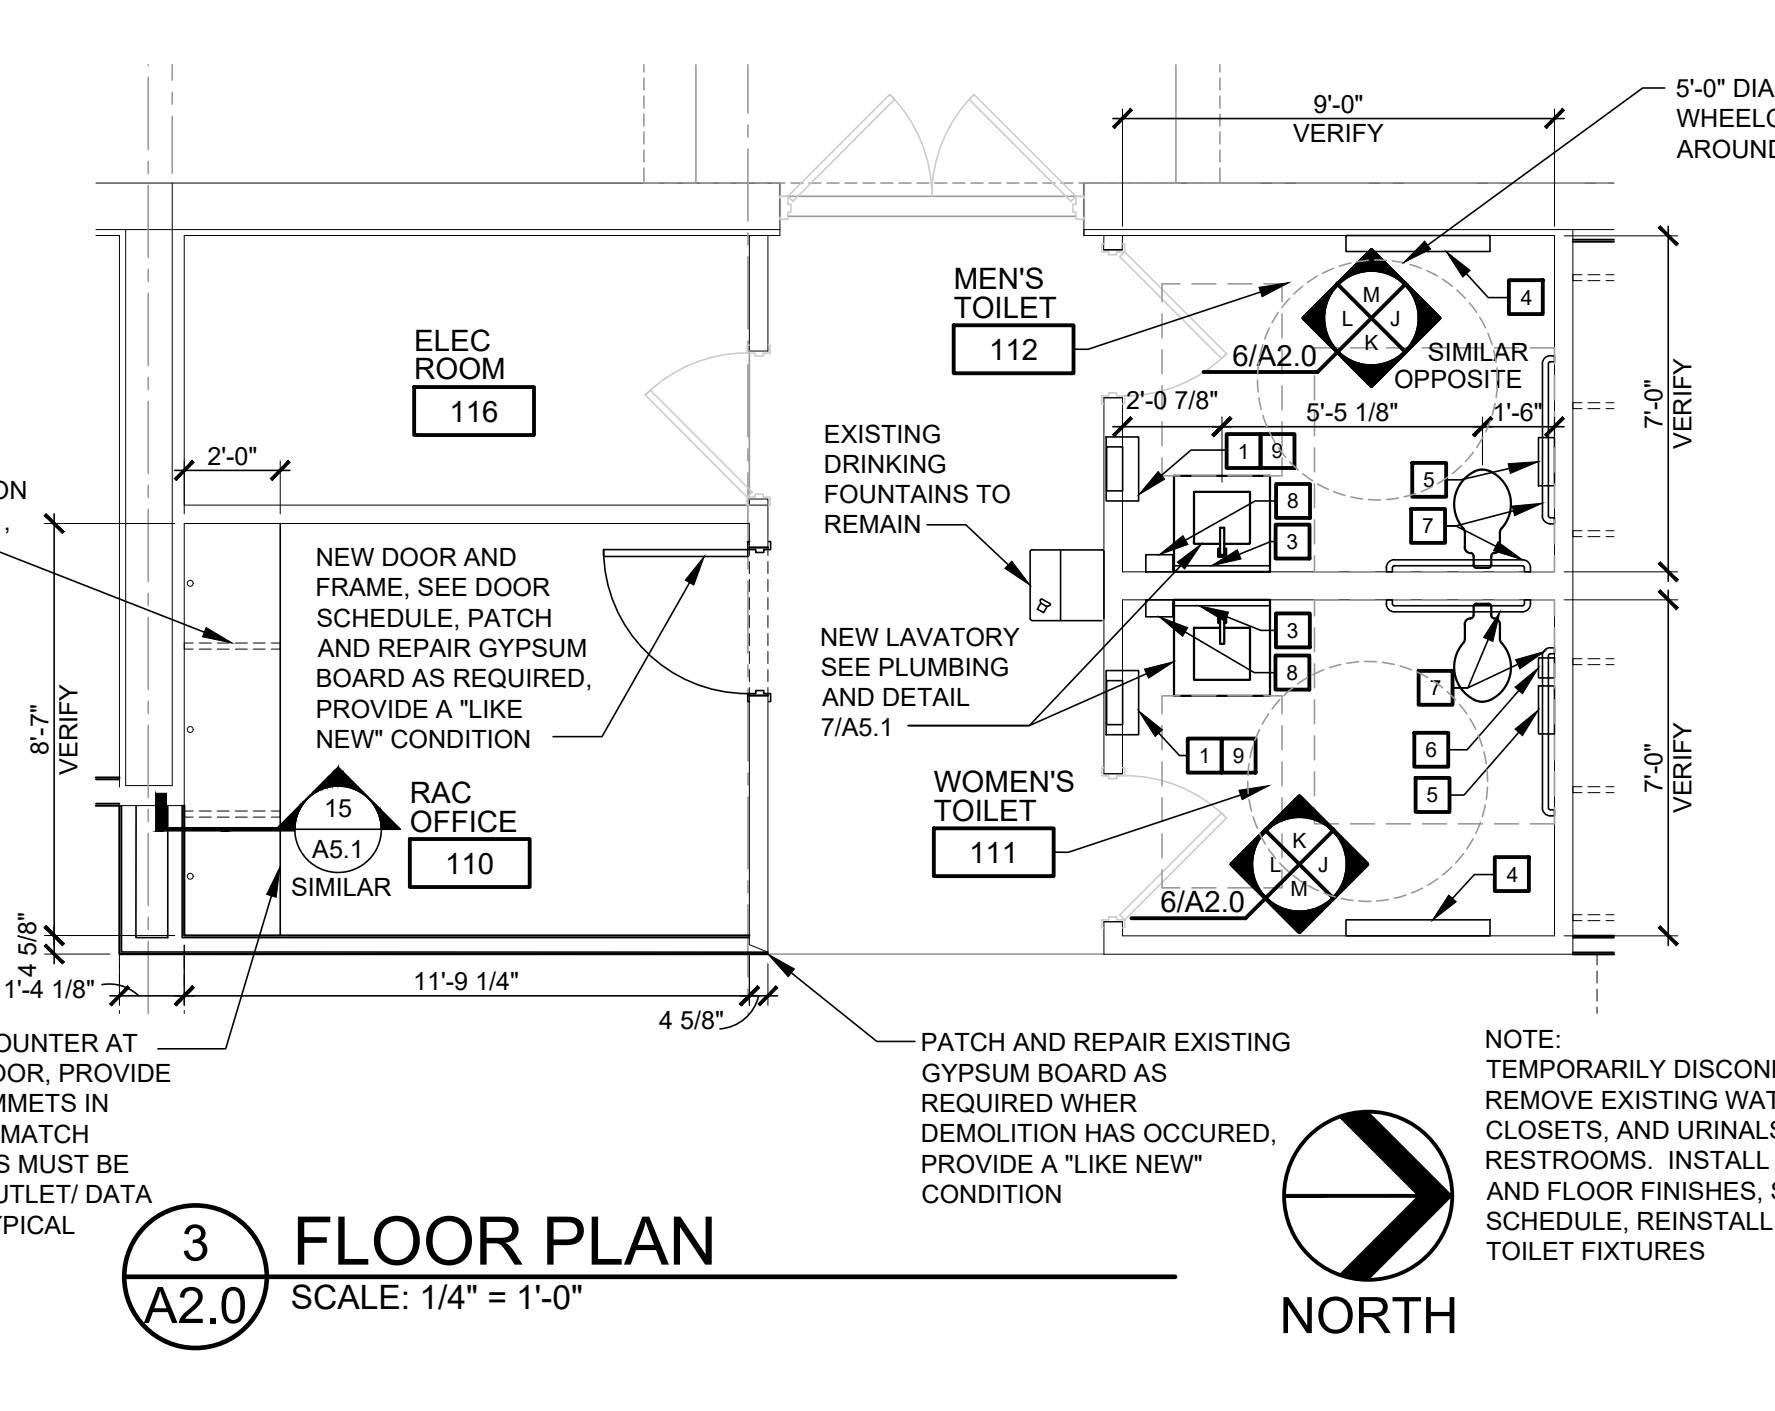 5'-0" DIA
WHEELC
AROUND
9'-0"
VERIFY
MEN'S
TOILET
112
M
L
J
K
4
6/A2.0
SIMILAR
OPPOSITE
7'-0"
VERIFY
ELEC
ROOM
116
2'-0 7/8"
5'-5 1/8"
1'-6"
2'-0"
EXISTING
DRINKING
FOUNTAINS TO
REMAIN
1
9
5
8
7
3
ON
,
NEW DOOR AND
FRAME, SEE DOOR
SCHEDULE, PATCH
AND REPAIR GYPSUM
BOARD AS REQUIRED,
PROVIDE A "LIKE
NEW" CONDITION
NEW LAVATORY
SEE PLUMBING
AND DETAIL
7/A5.1
3
8
7
6
5
1
9
8'-7"
VERIFY
7'-0"
VERIFY
WOMEN'S
TOILET
111
K
L
J
M
4
6/A2.0
15
A5.1
SIMILAR
RAC
OFFICE
110
4 5/8"
1'-4 1/8"
11'-9 1/4"
4 5/8"
OUNTER AT
OOR, PROVIDE
MMETS IN
MATCH
S MUST BE
UTLET/ DATA
YPICAL
PATCH AND REPAIR EXISTING
GYPSUM BOARD AS
REQUIRED WHER
DEMOLITION HAS OCCURED,
PROVIDE A "LIKE NEW"
CONDITION
NOTE:
TEMPORARILY DISCON
REMOVE EXISTING WAT
CLOSETS, AND URINALS
RESTROOMS. INSTALL
AND FLOOR FINISHES, S
SCHEDULE, REINSTALL
TOILET FIXTURES
3
A2.0
FLOOR PLAN
SCALE: 1/4" = 1'-0"
NORTH